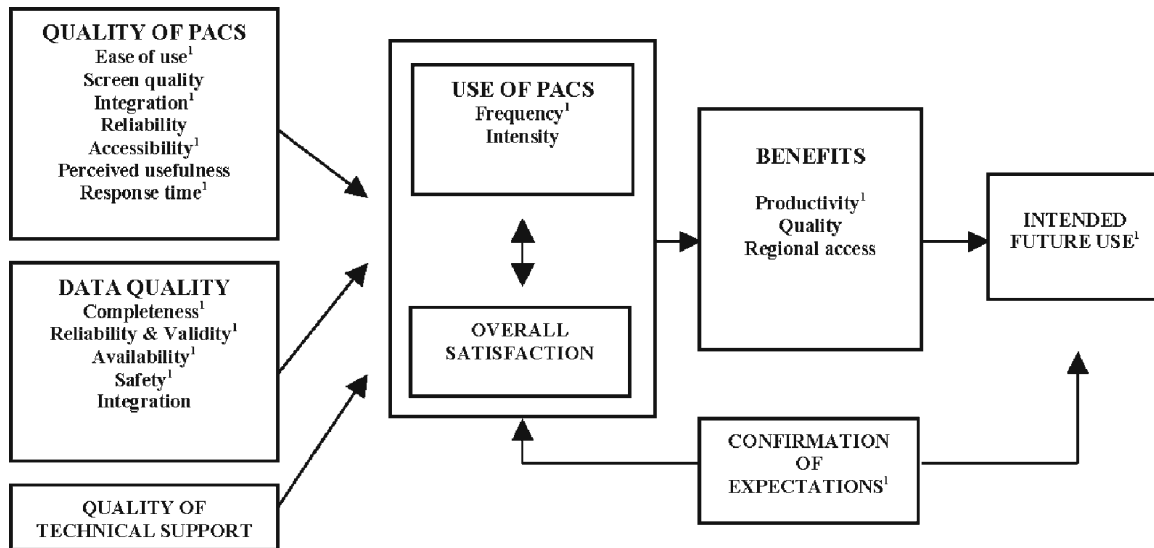 QUALITY OF PACS
Ease of use¹
Screen quality
Integration¹
Reliability
Accessibility¹
Perceived usefulness
Response time¹
DATA QUALITY
Completeness¹
Reliability & Validity¹
Availability¹
Safety¹
Integration
QUALITY OF
TECHNICAL SUPPORT
USE OF PACS
Frequency¹
Intensity
OVERALL
SATISFACTION
BENEFITS
Productivity¹
Quality
Regional access
CONFIRMATION
OF
EXPECTATIONS¹
INTENDED
FUTURE USE¹